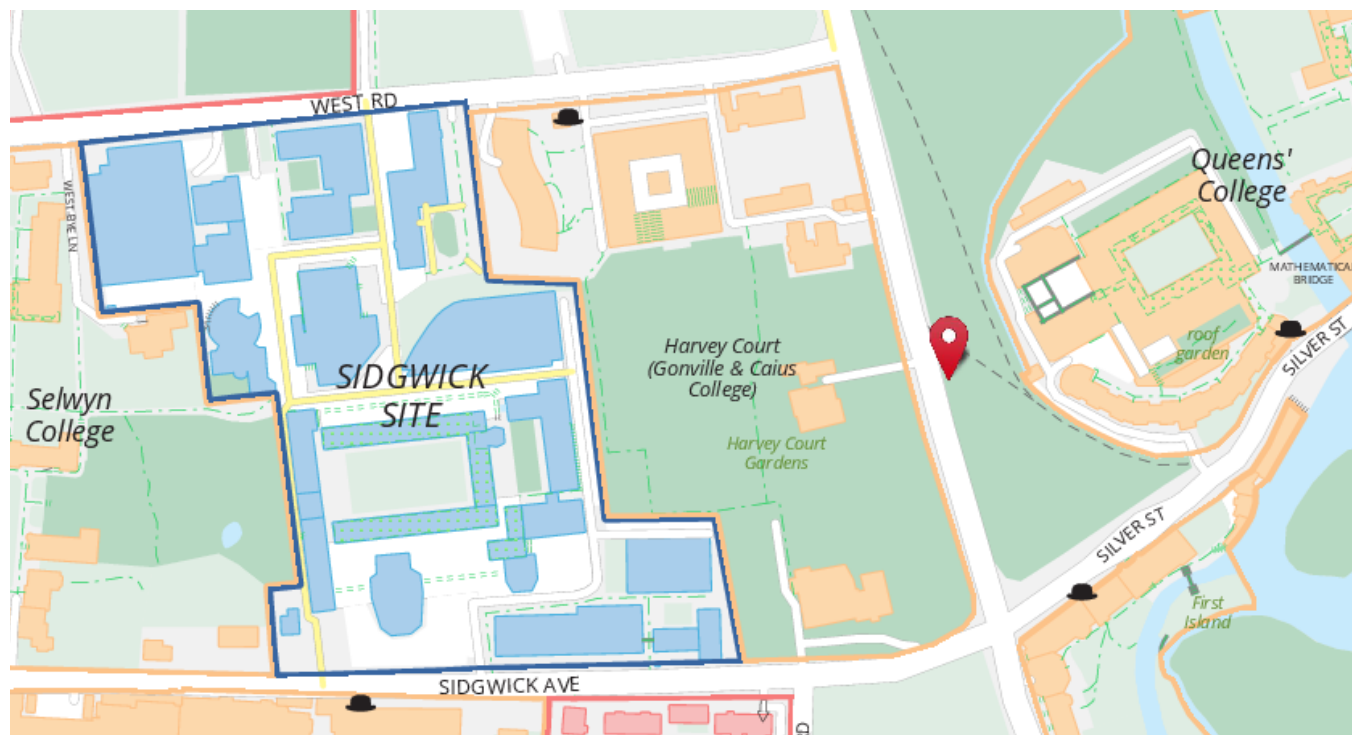 WEST RD
Queens'
College
WEST BYE LN
MATHEMATICAL
BRIDGE
roof
garden
SILVER ST
Harvey Court
(Gonville & Caius
College)
SIDGWICK
SITE
Selwyn
College
Harvey Court
Gardens
SILVER ST
First
Island
SIDGWICK AVE
RD